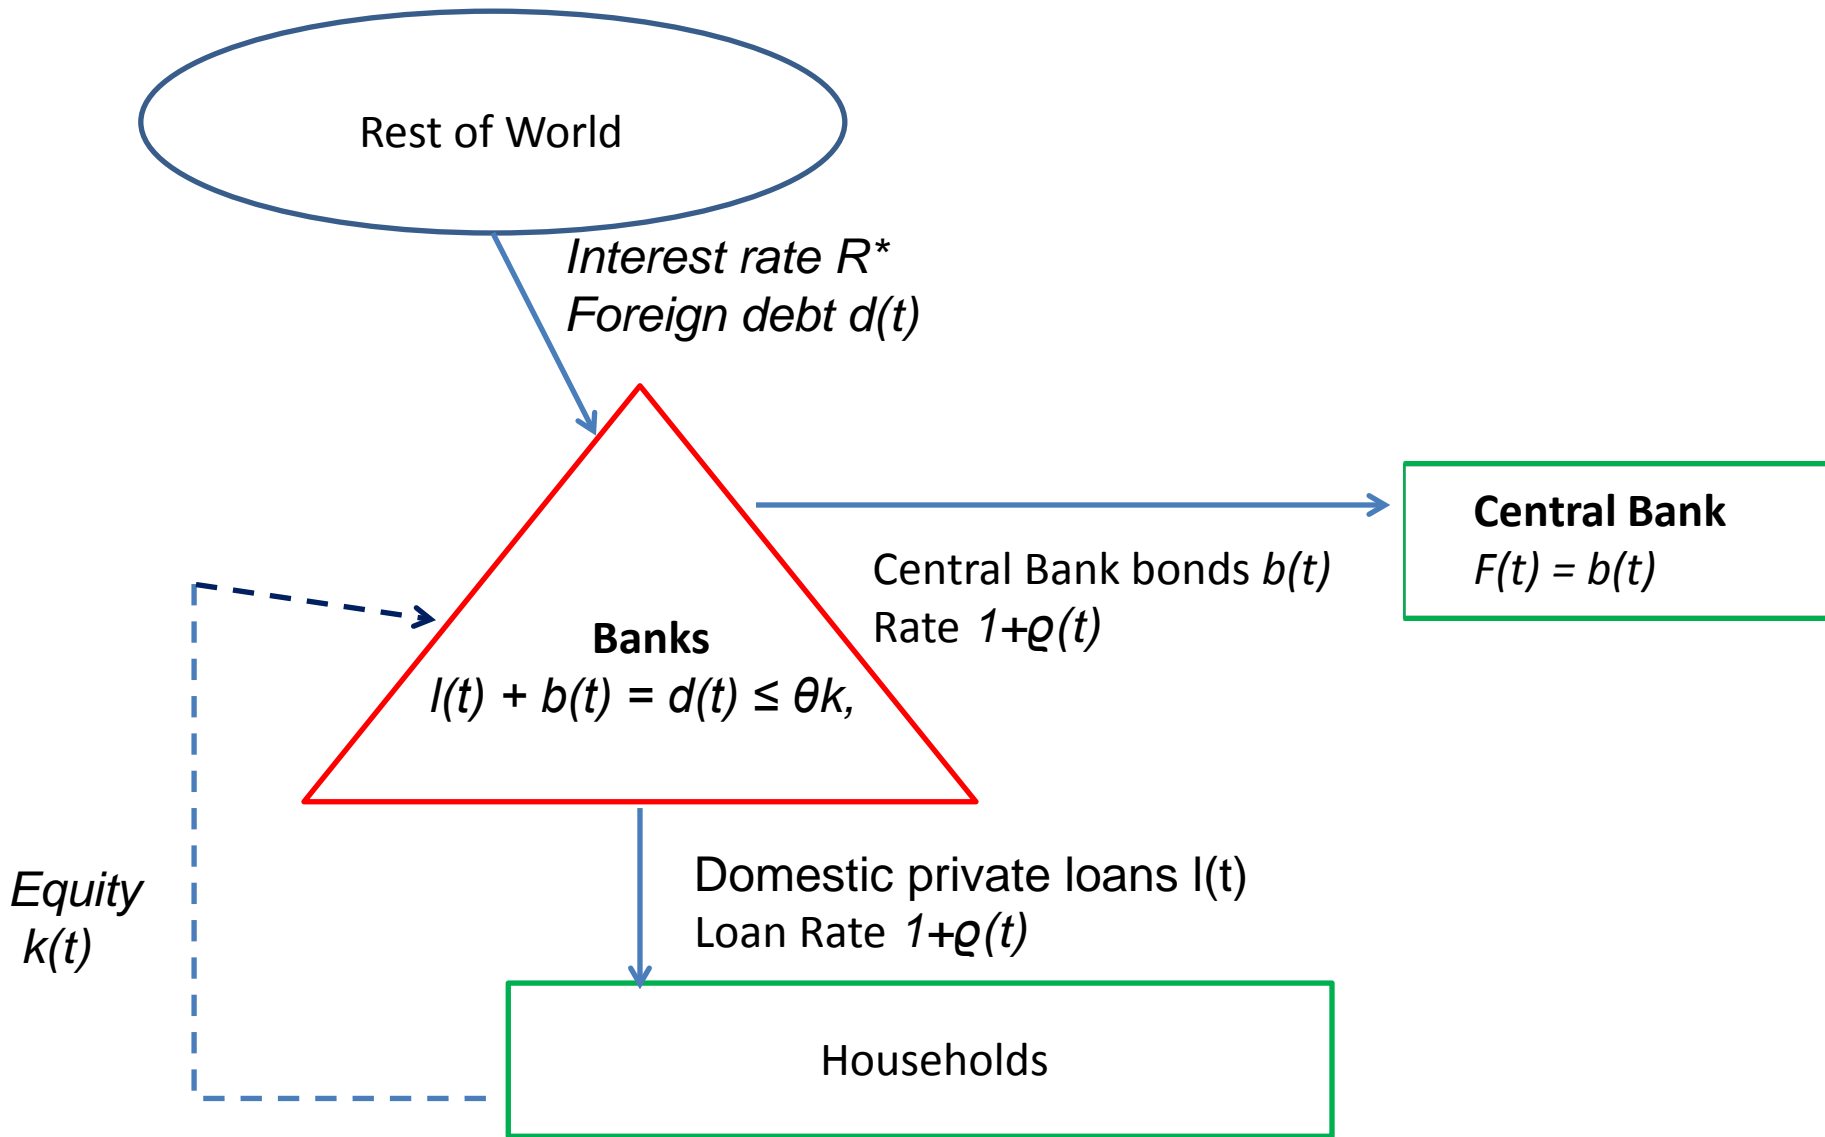 Rest of World
Interest rate R*
Foreign debt d(t)
Central Bank
F(t) = b(t)
Central Bank bonds b(t)
Rate 1+ϱ(t)
Banks
l(t) + b(t) = d(t) ≤ θk,
Domestic private loans l(t)
Loan Rate 1+ϱ(t)
Equity
k(t)
Households